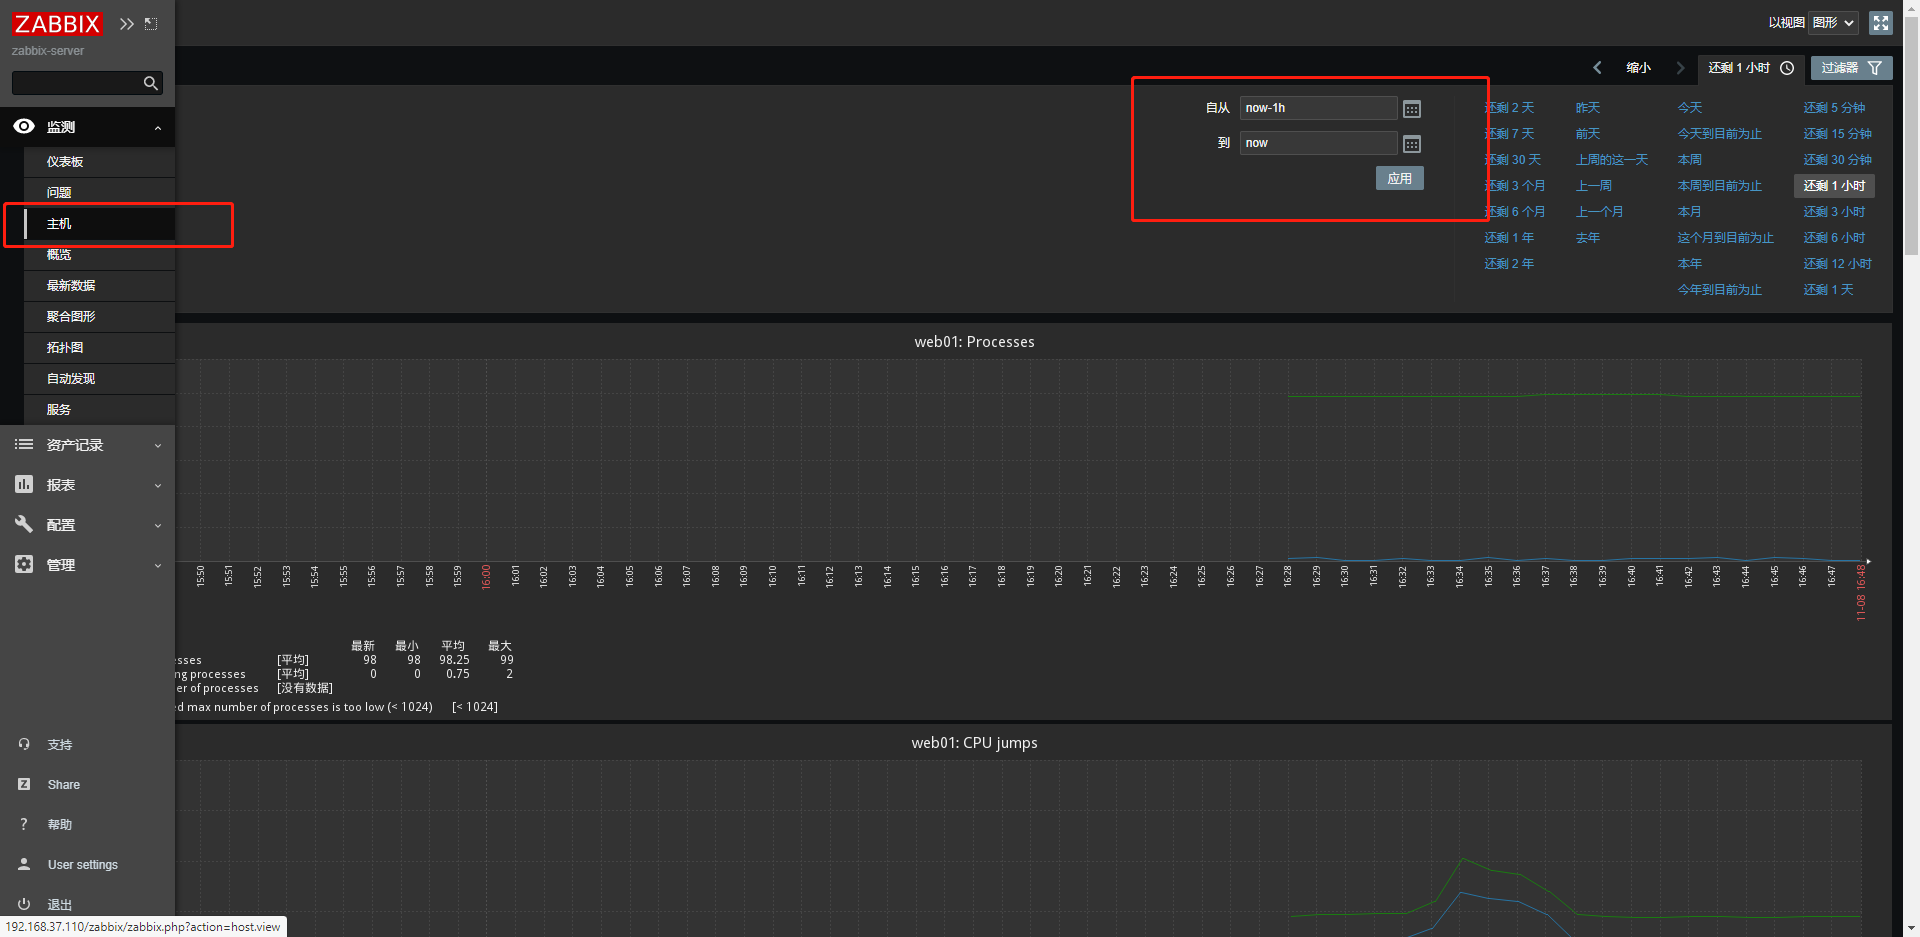 ZABBIX
zabbix-server
监测
仪表板
问题
主机
概览
最新数据
聚合图形
拓扑图
自动发现
服务
资产记录
报表
配置
管理
支持
Share
帮助
User settings
退出
192.168.37.110/zabbix/zabbix.php?action=host.view
以视图 图形
缩小 还剩 1 小时 过滤器
自从 now-1h
到 now
应用
还剩 2 天 昨天 今天 还剩 5 分钟
还剩 7 天 前天 今天到目前为止 还剩 15 分钟
还剩 30 天 上周的这一天 本周 还剩 30 分钟
还剩 3 个月 上一周 本周到目前为止 还剩 1 小时
还剩 6 个月 上一个月 本月 还剩 3 小时
还剩 1 年 去年 这个月到目前为止 还剩 6 小时
还剩 2 年 本年 还剩 12 小时
今年到目前为止 还剩 1 天
web01: Processes
15:50 15:51 15:52 15:53 15:54 15:55 15:56 15:57 15:58 15:59 16:00 16:01 16:02 16:03 16:04 16:05 16:06 16:07 16:08 16:09 16:10 16:11 16:12 16:13 16:14 16:15 16:16 16:17 16:18 16:19 16:20 16:21 16:22 16:23 16:24 16:25 16:26 16:27 16:28 16:29 16:30 16:31 16:32 16:33 16:34 16:35 16:36 16:37 16:38 16:39 16:40 16:41 16:42 16:43 16:44 16:45 16:46 16:47 11-08 16:48
最新 最小 平均 最大
esses [平均] 98 98 98.25 99
ng processes [平均] 0 0 0.75 2
er of processes [没有数据]
ed max number of processes is too low (< 1024) [< 1024]
web01: CPU jumps